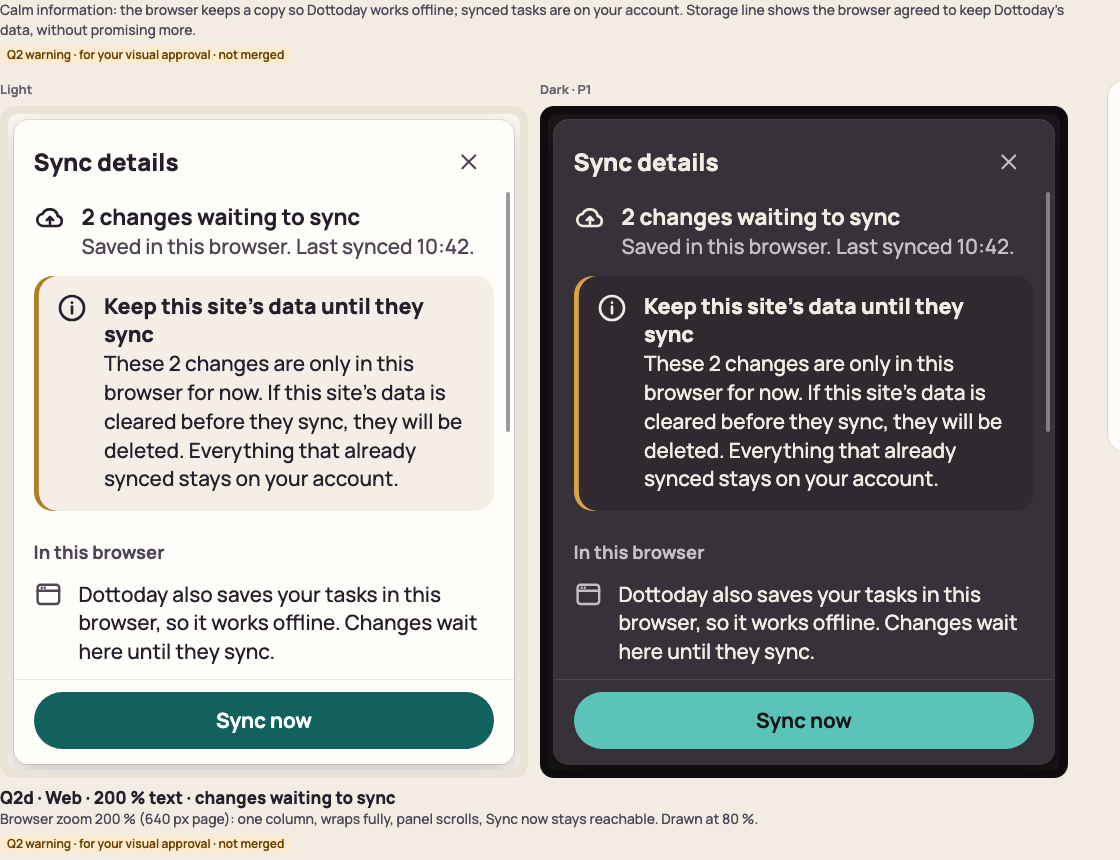 Calm information: the browser keeps a copy so Dottoday works offline; synced tasks are on your account. Storage line shows the browser agreed to keep Dottoday's
data, without promising more.
Q2 warning · for your visual approval · not merged
Light
Sync details
2 changes waiting to sync
Saved in this browser. Last synced 10:42.
Keep this site's data until they
sync
These 2 changes are only in this
browser for now. If this site's data is
cleared before they sync, they will be
deleted. Everything that already
synced stays on your account.
In this browser
Dottoday also saves your tasks in this
browser, so it works offline. Changes wait
here until they sync.
Sync now
Dark · P1
Sync details
2 changes waiting to sync
Saved in this browser. Last synced 10:42.
Keep this site's data until they
sync
These 2 changes are only in this
browser for now. If this site's data is
cleared before they sync, they will be
deleted. Everything that already
synced stays on your account.
In this browser
Dottoday also saves your tasks in this
browser, so it works offline. Changes wait
here until they sync.
Sync now
Q2d · Web · 200 % text · changes waiting to sync
Browser zoom 200 % (640 px page): one column, wraps fully, panel scrolls, Sync now stays reachable. Drawn at 80 %.
Q2 warning · for your visual approval · not merged